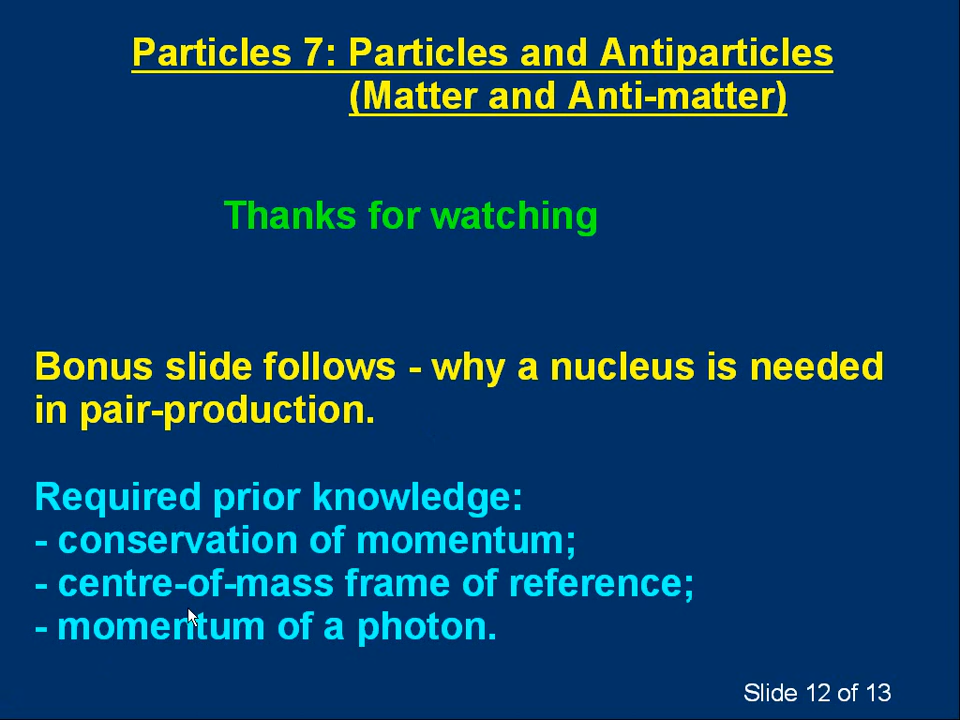 Particles 7: Particles and Antiparticles
(Matter and Anti-matter)
Thanks for watching
Bonus slide follows - why a nucleus is needed
in pair-production.
Required prior knowledge:
- conservation of momentum;
- centre-of-mass frame of reference;
- momentum of a photon.
Slide 12 of 13